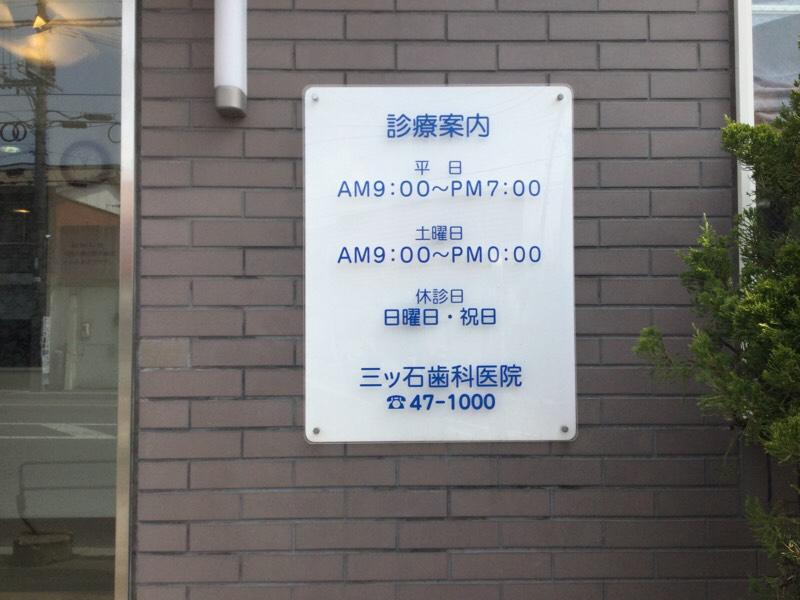 診療案内
平 日
AM9:00〜PM7:00
土曜日
AM9:00〜PM0:00
休診日
日曜日・祝日
三ッ石歯科医院
☎47-1000